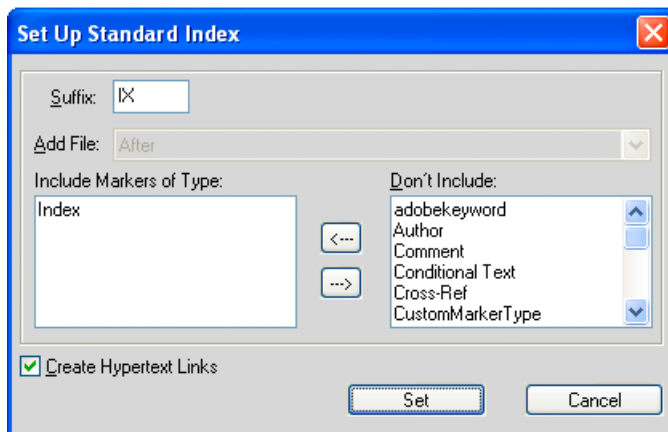 Set Up Standard Index
Suffix: IX
Add File: After
Include Markers of Type:
Don't Include:
Index
adobekeyword
Author
Comment
Conditional Text
Cross-Ref
CustomMarkerType
<---
--->
Create Hypertext Links
Set
Cancel